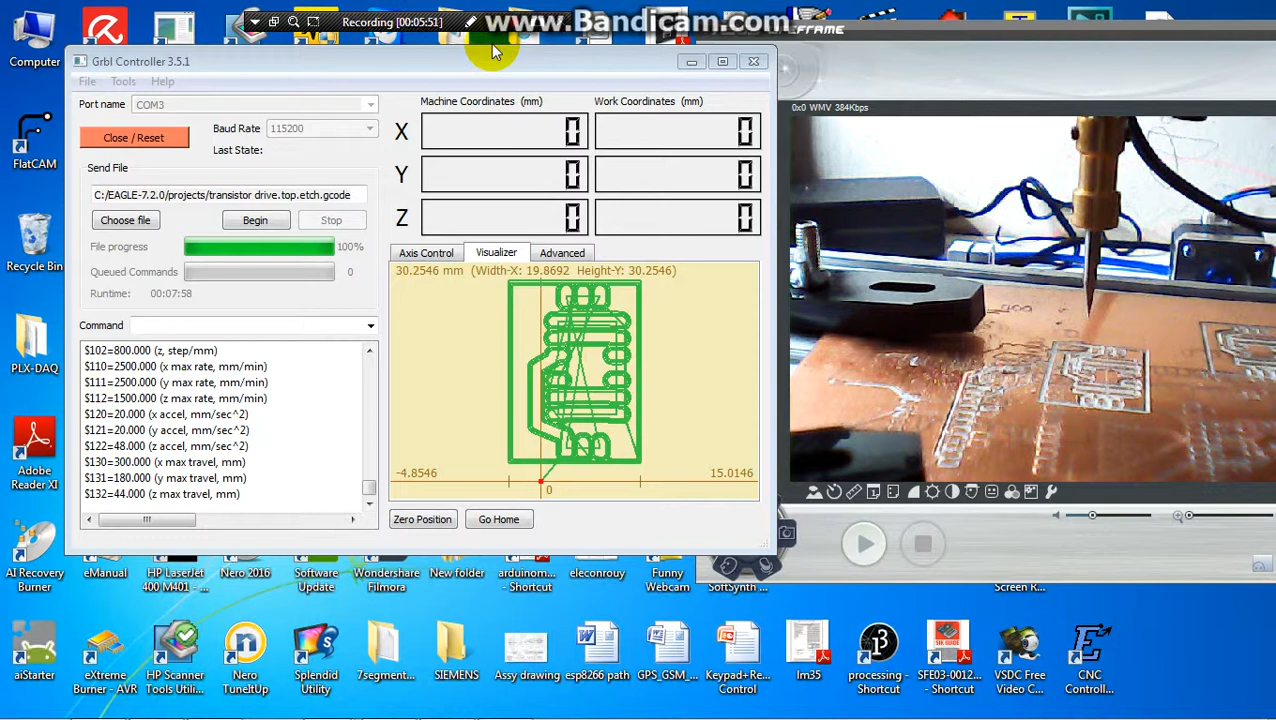 Recording [00:05:51]
www.Bandicam.com
Computer
FlatCAM
Recycle Bin
PLX-DAQ
Adobe
Reader XI
AI Recovery
Burner
aiStarter
Grbl Controller 3.5.1
File Tools Help
Port name COM3
Close / Reset
Baud Rate 115200
Last State:
Send File
C:/EAGLE-7.2.0/projects/transistor drive.top.etch.gcode
Choose file Begin Stop
File progress 100%
Queued Commands 0
Runtime: 00:07:58
Command
$102=800.000 (z, step/mm)
$110=2500.000 (x max rate, mm/min)
$111=2500.000 (y max rate, mm/min)
$112=1500.000 (z max rate, mm/min)
$120=20.000 (x accel, mm/sec^2)
$121=20.000 (y accel, mm/sec^2)
$122=48.000 (z accel, mm/sec^2)
$130=300.000 (x max travel, mm)
$131=180.000 (y max travel, mm)
$132=44.000 (z max travel, mm)
Machine Coordinates (mm) Work Coordinates (mm)
X 0 0
Y 0 0
Z 0 0
Axis Control Visualizer Advanced
30.2546 mm (Width-X: 19.8692 Height-Y: 30.2546)
-4.8546 15.0146
0
Zero Position Go Home
0x0 WMV 384Kbps
eManual
HP LaserJet
400 M401 - ...
Nero 2016
Software
Update
Wondershare
Filmora
New folder
arduinom...
- Shortcut
eleconrouy
Funny
Webcam
SoftSynth ...
Screen R...
eXtreme
Burner - AVR
HP Scanner
Tools Utili...
Nero
TuneItUp
Splendid
Utility
7segment...
SIEMENS
Assy drawing
esp8266 path
GPS_GSM_...
Keypad+Re...
Control
lm35
processing -
Shortcut
SFE03-0012...
- Shortcut
VSDC Free
Video C...
CNC
Controll...